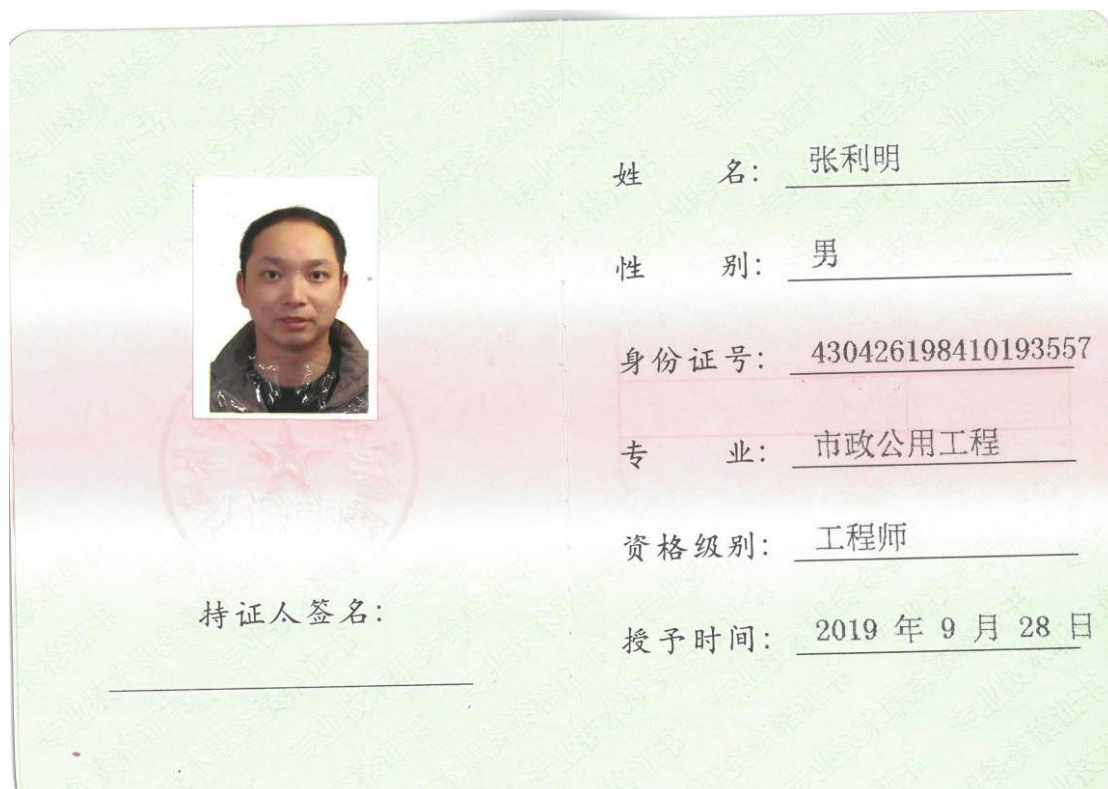 姓 名: 张利明
性 别: 男
身份证号: 430426198410193557
专 业: 市政公用工程
资格级别: 工程师
授予时间: 2019 年 9 月 28 日
持证人签名: